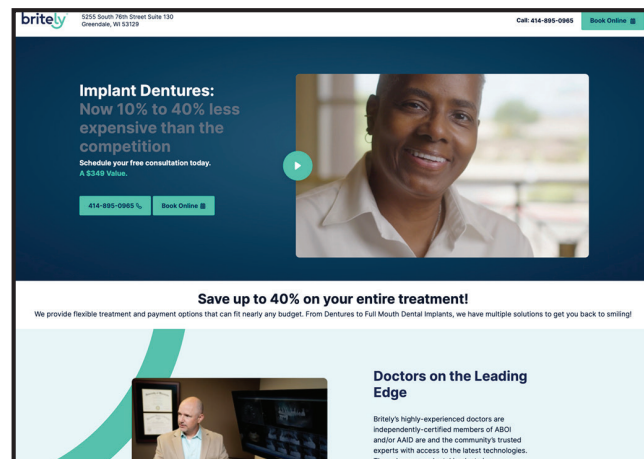 britely
5255 South 76th Street Suite 130
Greendale, WI 53129
Call: 414-895-0965
Book Online
Implant Dentures:
Now 10% to 40% less
expensive than the
competition
Schedule your free consultation today.
A $349 Value.
414-895-0965
Book Online
Save up to 40% on your entire treatment!
We provide flexible treatment and payment options that can fit nearly any budget. From Dentures to Full Mouth Dental Implants, we have multiple solutions to get you back to smiling!
Doctors on the Leading
Edge
Britely's highly-experienced doctors are
independently-certified members of ABOI
and/or AAID are and the community's trusted
experts with access to the latest technologies.